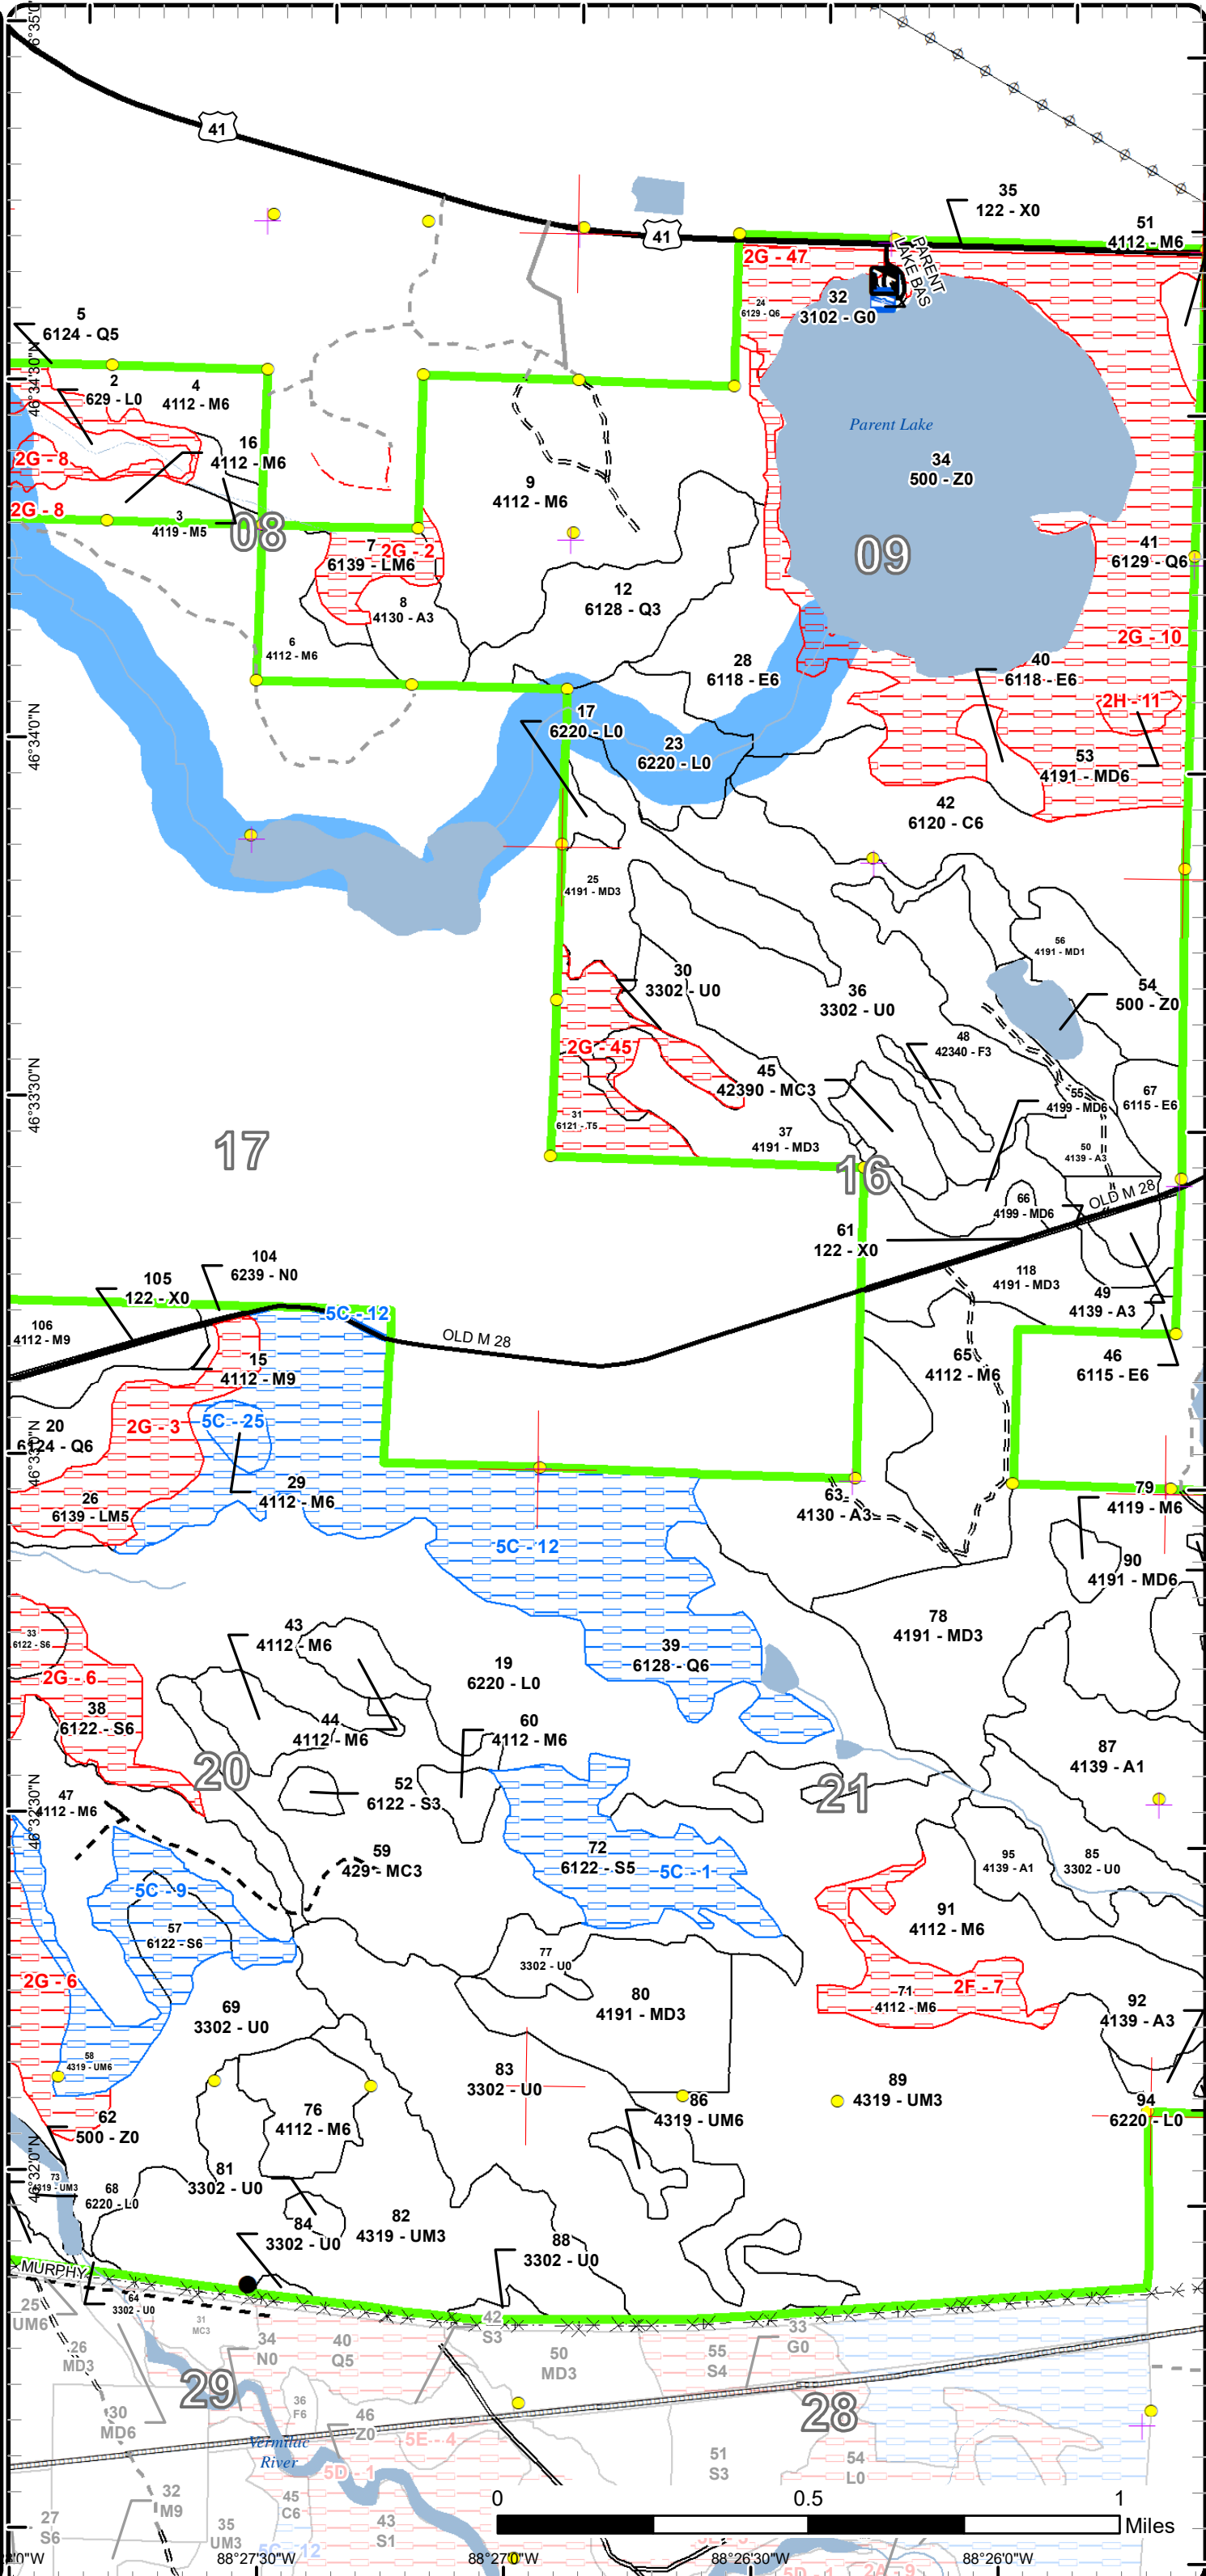 46°35'0"
41
35
122 - X0
51
4112 - M6
41
PARENT
LAKE BAS
2G - 47
24
6129 - Q6
32
3102 - G0
5
6124 - Q5
46°34'30"N
2
629 - L0
4
4112 - M6
16
4112 - M6
2G - 8
2G - 8
3
4119 - M5
08
9
4112 - M6
Parent Lake
34
500 - Z0
09
41
6129 - Q6
7
6139 - LM6
2G - 2
8
4130 - A3
12
6128 - Q3
6
4112 - M6
28
6118 - E6
2G - 10
40
6118 - E6
2H - 11
46°34'0"N
17
6220 - L0
23
6220 - L0
53
4191 - MD6
42
6120 - C6
25
4191 - MD3
56
4191 - MD1
30
3302 - U0
36
3302 - U0
54
500 - Z0
2G - 45
48
42340 - F3
45
42390 - MC3
46°33'30"N
31
6121 - T5
37
4191 - MD3
55
4199 - MD6
67
6115 - E6
50
4139 - A3
17
16
66
4199 - MD6
OLD M 28
61
122 - X0
104
6239 - N0
105
122 - X0
118
4191 - MD3
49
4139 - A3
106
4112 - M9
5C - 12
OLD M 28
15
4112 - M9
65
4112 - M6
46
6115 - E6
20
6124 - Q6
2G - 3
5C - 25
46°33'0"N
29
4112 - M6
26
6139 - LM5
63
4130 - A3
79
4119 - M6
5C - 12
90
4191 - MD6
43
4112 - M6
78
4191 - MD3
33
6122 - S6
19
6220 - L0
39
6128 - Q6
2G - 6
38
6122 - S6
44
4112 - M6
60
4112 - M6
20
21
87
4139 - A1
52
6122 - S3
47
4112 - M6
46°32'30"N
59
429 - MC3
72
6122 - S5
5C - 1
95
4139 - A1
85
3302 - U0
5C - 9
57
6122 - S6
91
4112 - M6
77
3302 - U0
2G - 6
80
4191 - MD3
71
4112 - M6
2F - 7
69
3302 - U0
92
4139 - A3
58
4319 - UM6
83
3302 - U0
89
4319 - UM3
76
4112 - M6
86
4319 - UM6
94
6220 - L0
62
500 - Z0
46°32'0"N
73
4319 - UM3
68
6220 - L0
81
3302 - U0
84
3302 - U0
82
4319 - UM3
88
3302 - U0
MURPHY
64
3302 - U0
25
UM6
31
MC3
42
S3
33
G0
26
MD3
34
N0
40
Q5
50
MD3
55
S4
29
28
36
F6
30
MD6
46
Z0
5E - 4
Vermilac
River
5D - 1
51
S3
54
L0
32
M9
45
C6
27
S6
35
UM3
43
S1
0
0.5
1
Miles
5C - 12
5D - 1
2A - 9
0'0"W
88°27'30"W
88°27'0"W
88°26'30"W
88°26'0"W